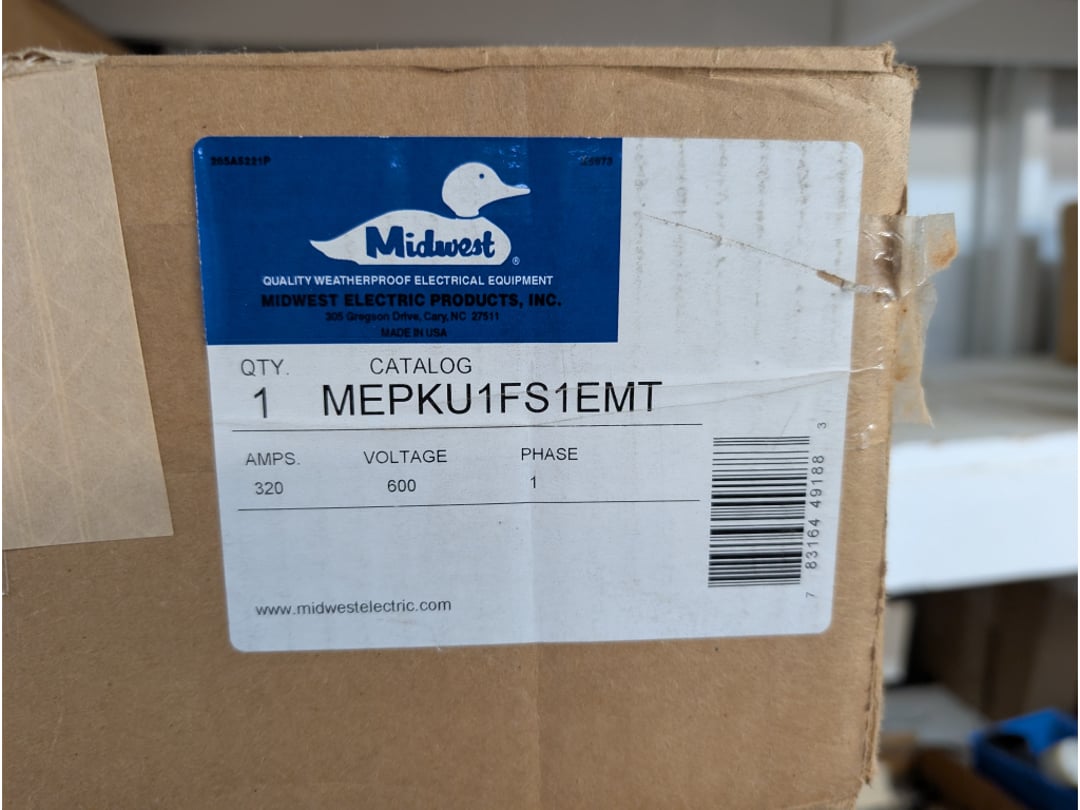 265A5221P
Midwest®
QUALITY WEATHERPROOF ELECTRICAL EQUIPMENT
MIDWEST ELECTRIC PRODUCTS, INC.
305 Gregson Drive, Cary, NC 27511
MADE IN USA
QTY. CATALOG
1 MEPKU1FS1EMT
AMPS. VOLTAGE PHASE
320 600 1
7 83164 49188 3
www.midwestelectric.com